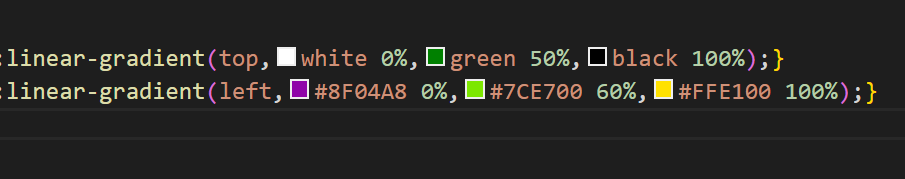 :linear-gradient(top,white 0%,green 50%,black 100%);}
:linear-gradient(left,#8F04A8 0%,#7CE700 60%,#FFE100 100%);}